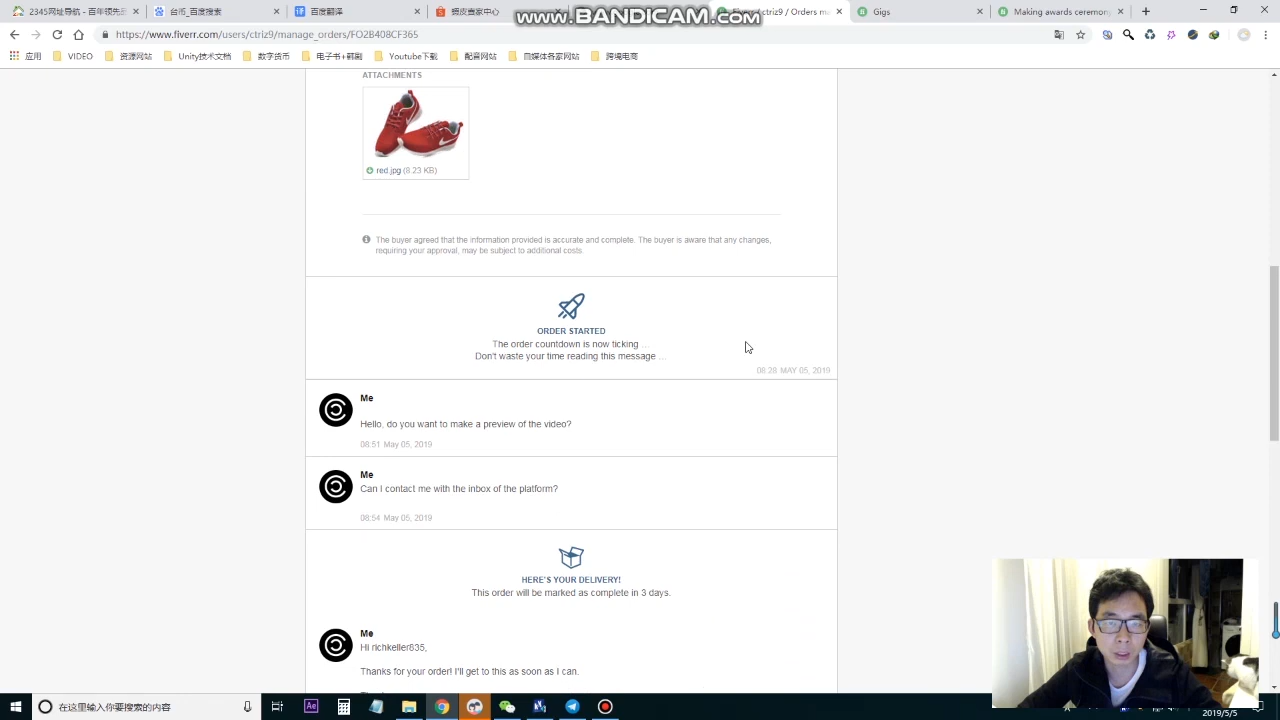 www.BANDICAM.com
2345网址导航 - 百年领先
百度_百度搜索
台币_百度搜索
Orders
Gigs
Making awards ceremony
https://www.fiverr.com/users/ctriz9/manage_orders/FO2B408CF365
应用
VIDEO
资源网站
Unity技术文档
数字货币
电子书+韩剧
Youtube下载
配音网站
自媒体各家网站
跨境电商
ATTACHMENTS
red.jpg (8.23 KB)
The buyer agreed that the information provided is accurate and complete. The buyer is aware that any changes,
requiring your approval, may be subject to additional costs.
ORDER STARTED
The order countdown is now ticking ...
Don't waste your time reading this message ...
08:28 MAY 05, 2019
Me
Hello, do you want to make a preview of the video?
08:51 May 05, 2019
Me
Can I contact me with the inbox of the platform?
08:54 May 05, 2019
HERE'S YOUR DELIVERY!
This order will be marked as complete in 3 days.
Me
Hi richkeller835,
Thanks for your order! I'll get to this as soon as I can.
在这里输入你要搜索的内容
Ae
2019/5/5